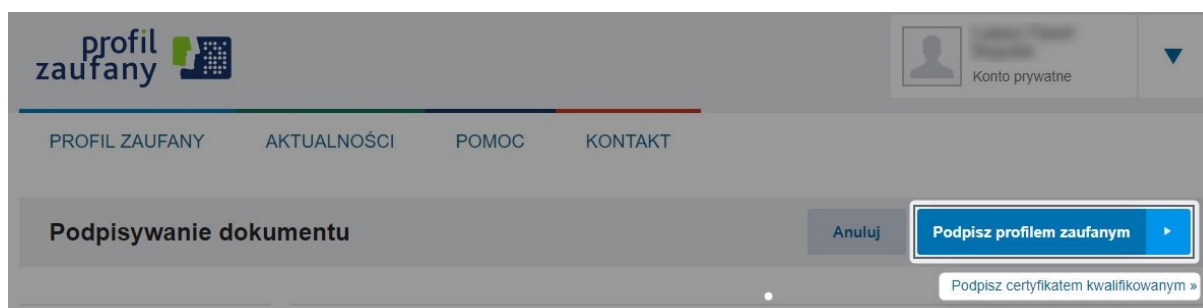 profil
zaufany
Konto prywatne
PROFIL ZAUFANY AKTUALNOŚCI POMOC KONTAKT
Podpisywanie dokumentu Anuluj Podpisz profilem zaufanym
Podpisz certyfikatem kwalifikowanym »